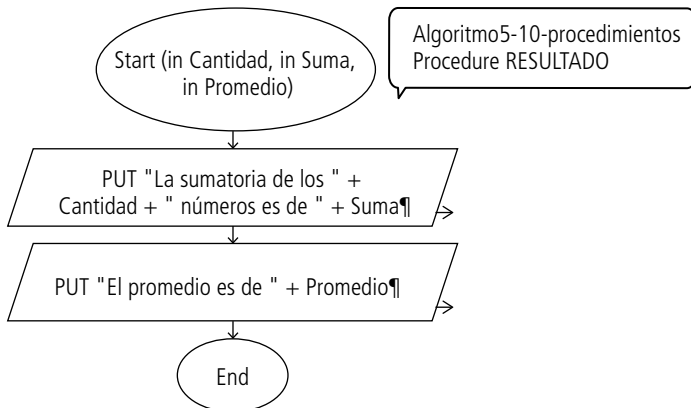 Start (in Cantidad, in Suma,
in Promedio)
Algoritmo5-10-procedimientos
Procedure RESULTADO
PUT "La sumatoria de los " +
Cantidad + " números es de " + Suma¶
PUT "El promedio es de " + Promedio¶
End